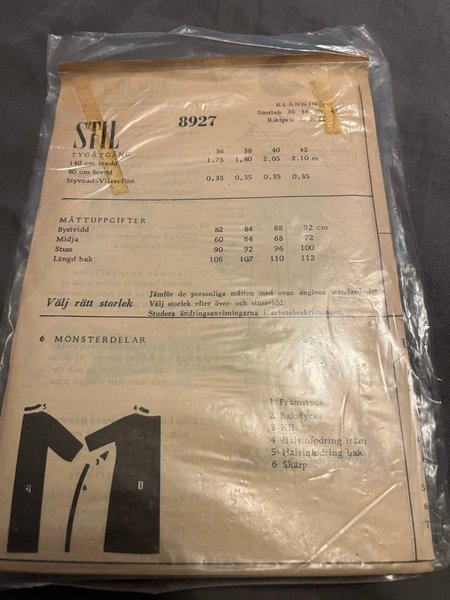 KLÄNNING
Storlek 36 38 40 42
Riktpris
STIL
8927
TYGÅTGÅNG 36 38 40 42
140 cm bredd 1.75 1.80 2.05 2.10 m
80 cm bredd
Styvnad-Vliseline 0.35 0.35 0.35 0.35
MÅTTUPPGIFTER
Bystvidd 82 84 88 92 cm
Midja 60 64 68 72
Stuss 90 92 96 100
Längd bak 106 107 110 112
Välj rätt storlek
Jämför de personliga måtten med ovan angivna standardmått
Välj storlek efter över- och stussvidd.
Studera ändringsanvisningarna i arbetsbeskrivningen.
6 MÖNSTERDELAR
1 Framstycke
2 Bakstycke
3 Kil
4 Halsinfodring fram
5 Halsinfodring bak
6 Skärp